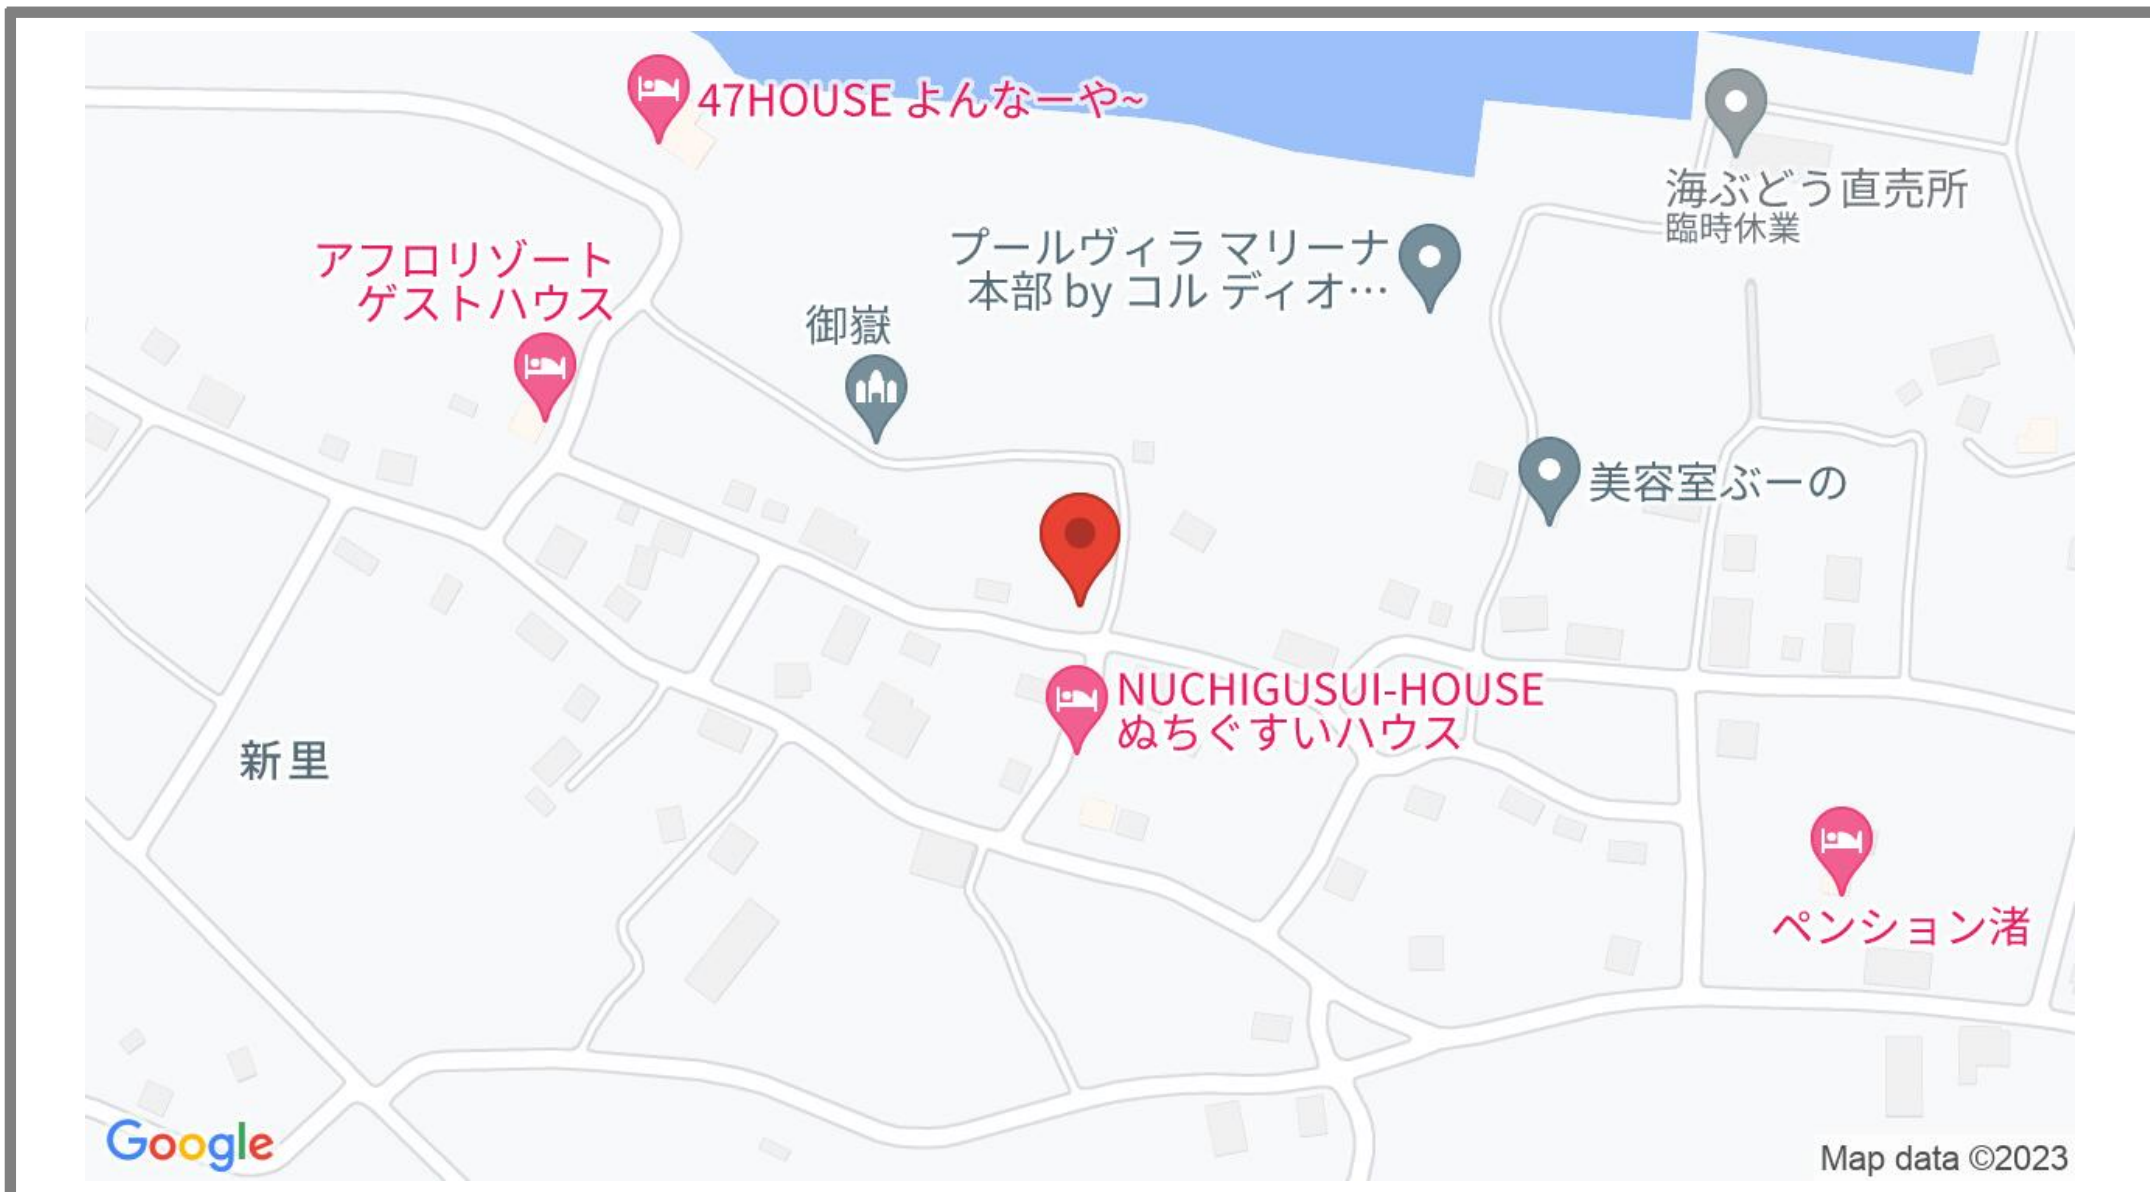 47HOUSE よんなーや~
海ぶどう直売所
臨時休業
プールヴィラ マリーナ
本部 by コル ディオ…
アフロリゾート
ゲストハウス
御嶽
美容室ぶーの
NUCHIGUSUI-HOUSE
ぬちぐすいハウス
新里
ペンション渚
Google
Map data ©2023